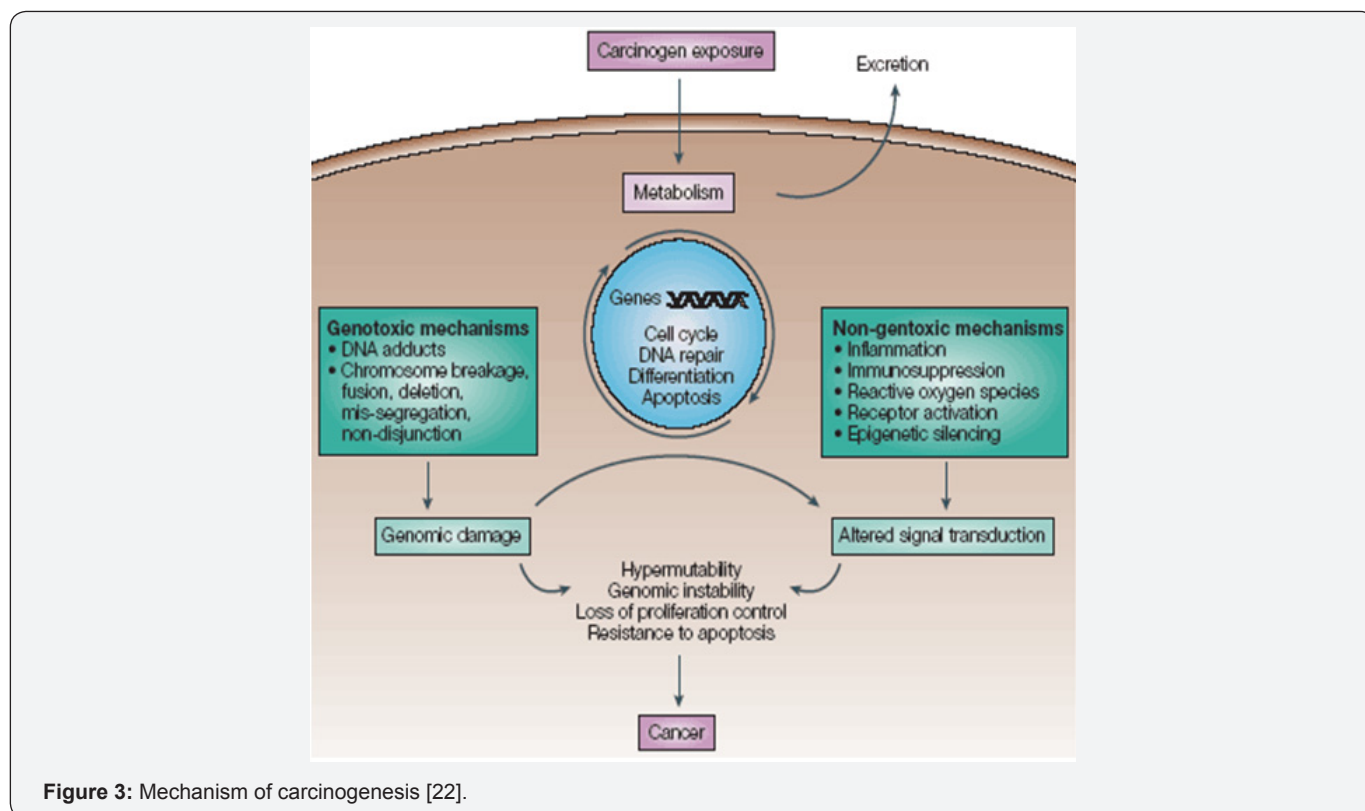 Carcinogen exposure
Excretion
Metabolism
Genes
Cell cycle
DNA repair
Differentiation
Apoptosis
Genotoxic mechanisms
• DNA adducts
• Chromosome breakage,
fusion, deletion,
mis-segregation,
non-disjunction
Non-gentoxic mechanisms
• Inflammation
• Immunosuppression
• Reactive oxygen species
• Receptor activation
• Epigenetic silencing
Genomic damage
Altered signal transduction
Hypermutability
Genomic instability
Loss of proliferation control
Resistance to apoptosis
Cancer
Figure 3: Mechanism of carcinogenesis [22].